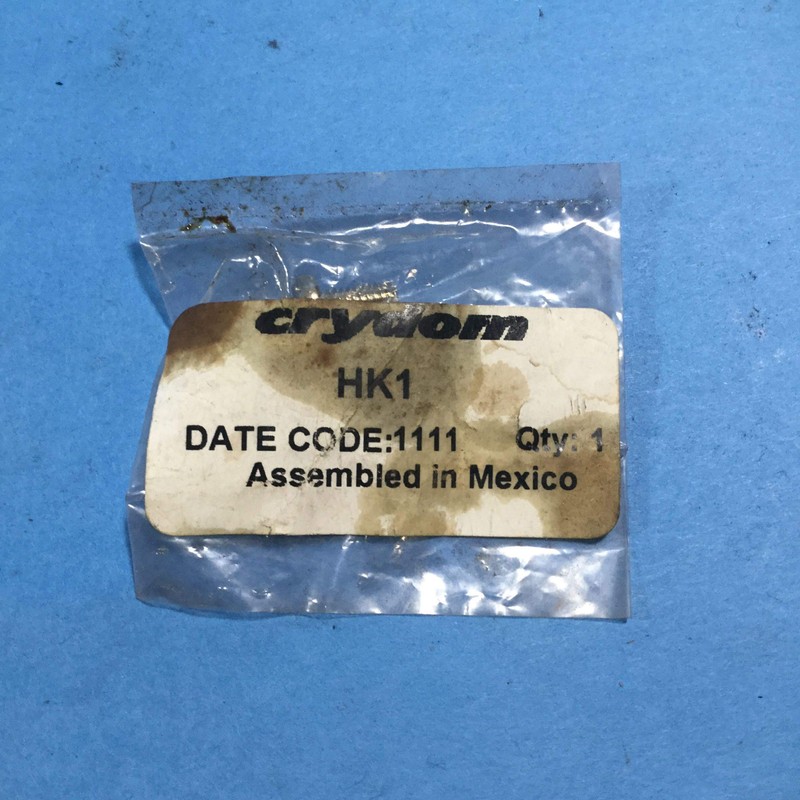 crydom
HK1
DATE CODE:1111 Qty: 1
Assembled in Mexico